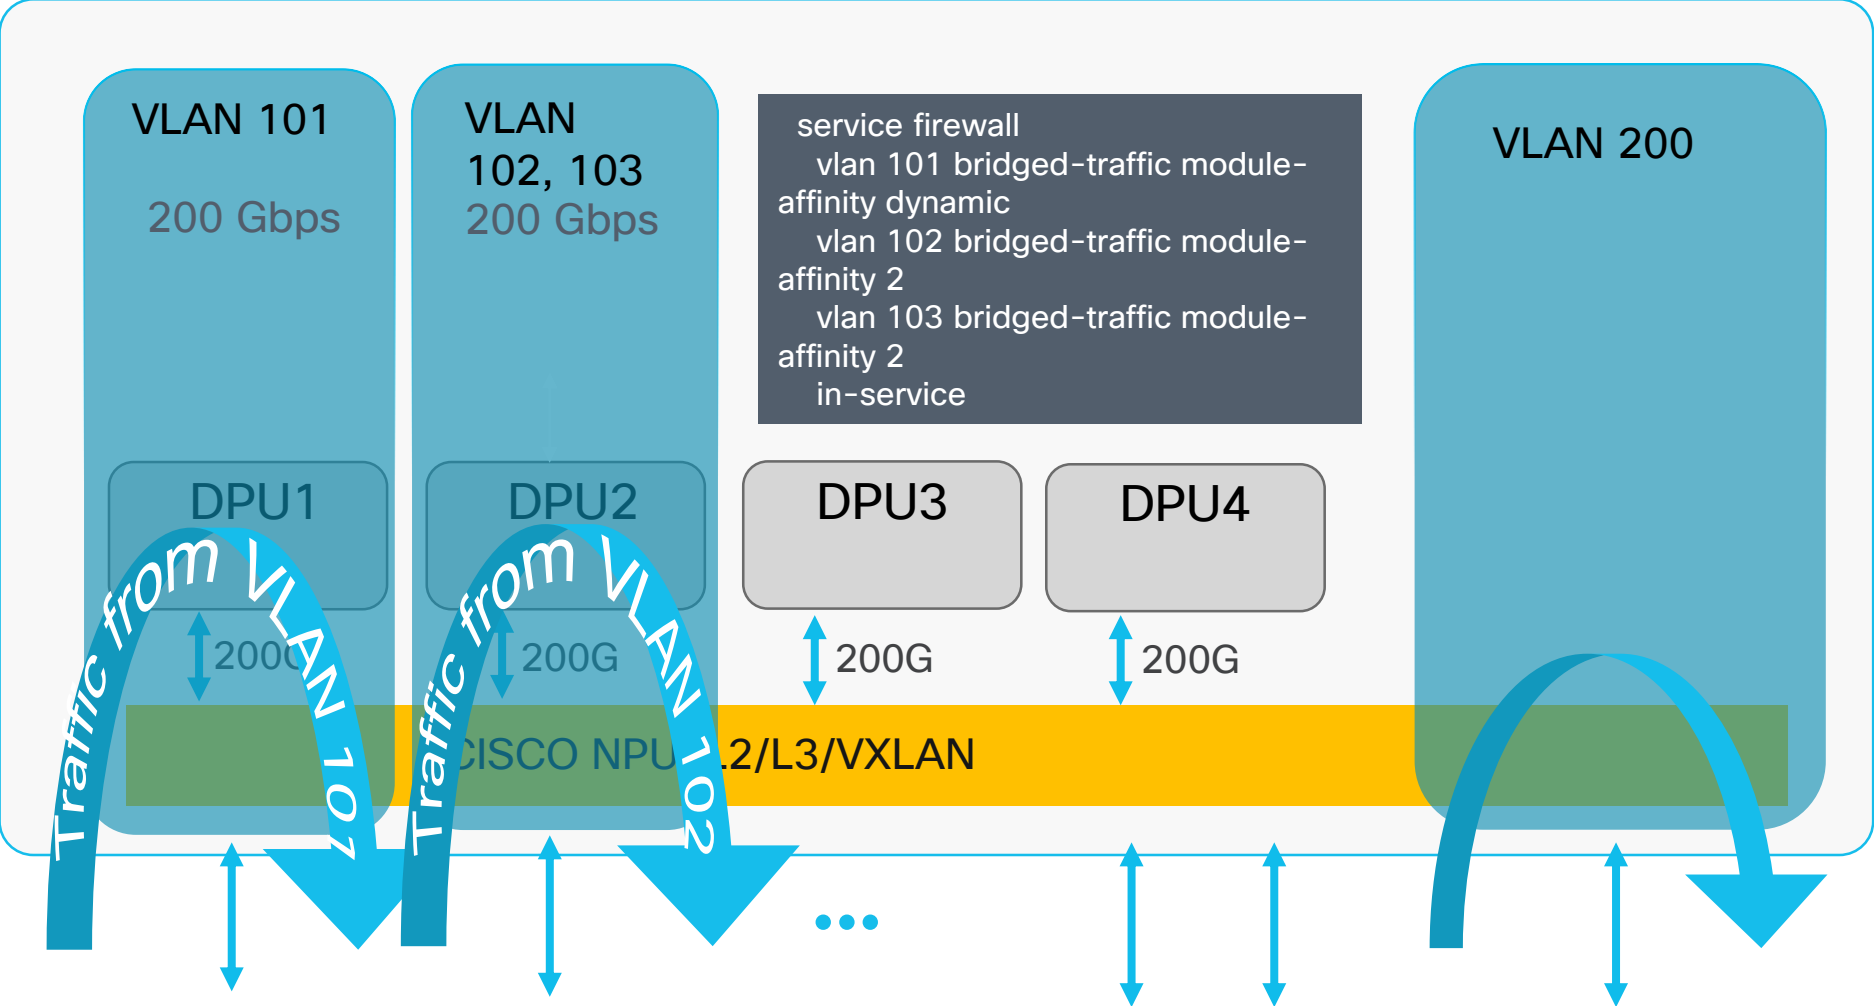 VLAN 101
200 Gbps
VLAN
102, 103
200 Gbps
service firewall
vlan 101 bridged-traffic module-
affinity dynamic
vlan 102 bridged-traffic module-
affinity 2
vlan 103 bridged-traffic module-
affinity 2
in-service
VLAN 200
DPU1
DPU2
DPU3
DPU4
Traffic from VLAN 101
Traffic from VLAN 102
200G
200G
200G
200G
CISCO NPU L2/L3/VXLAN